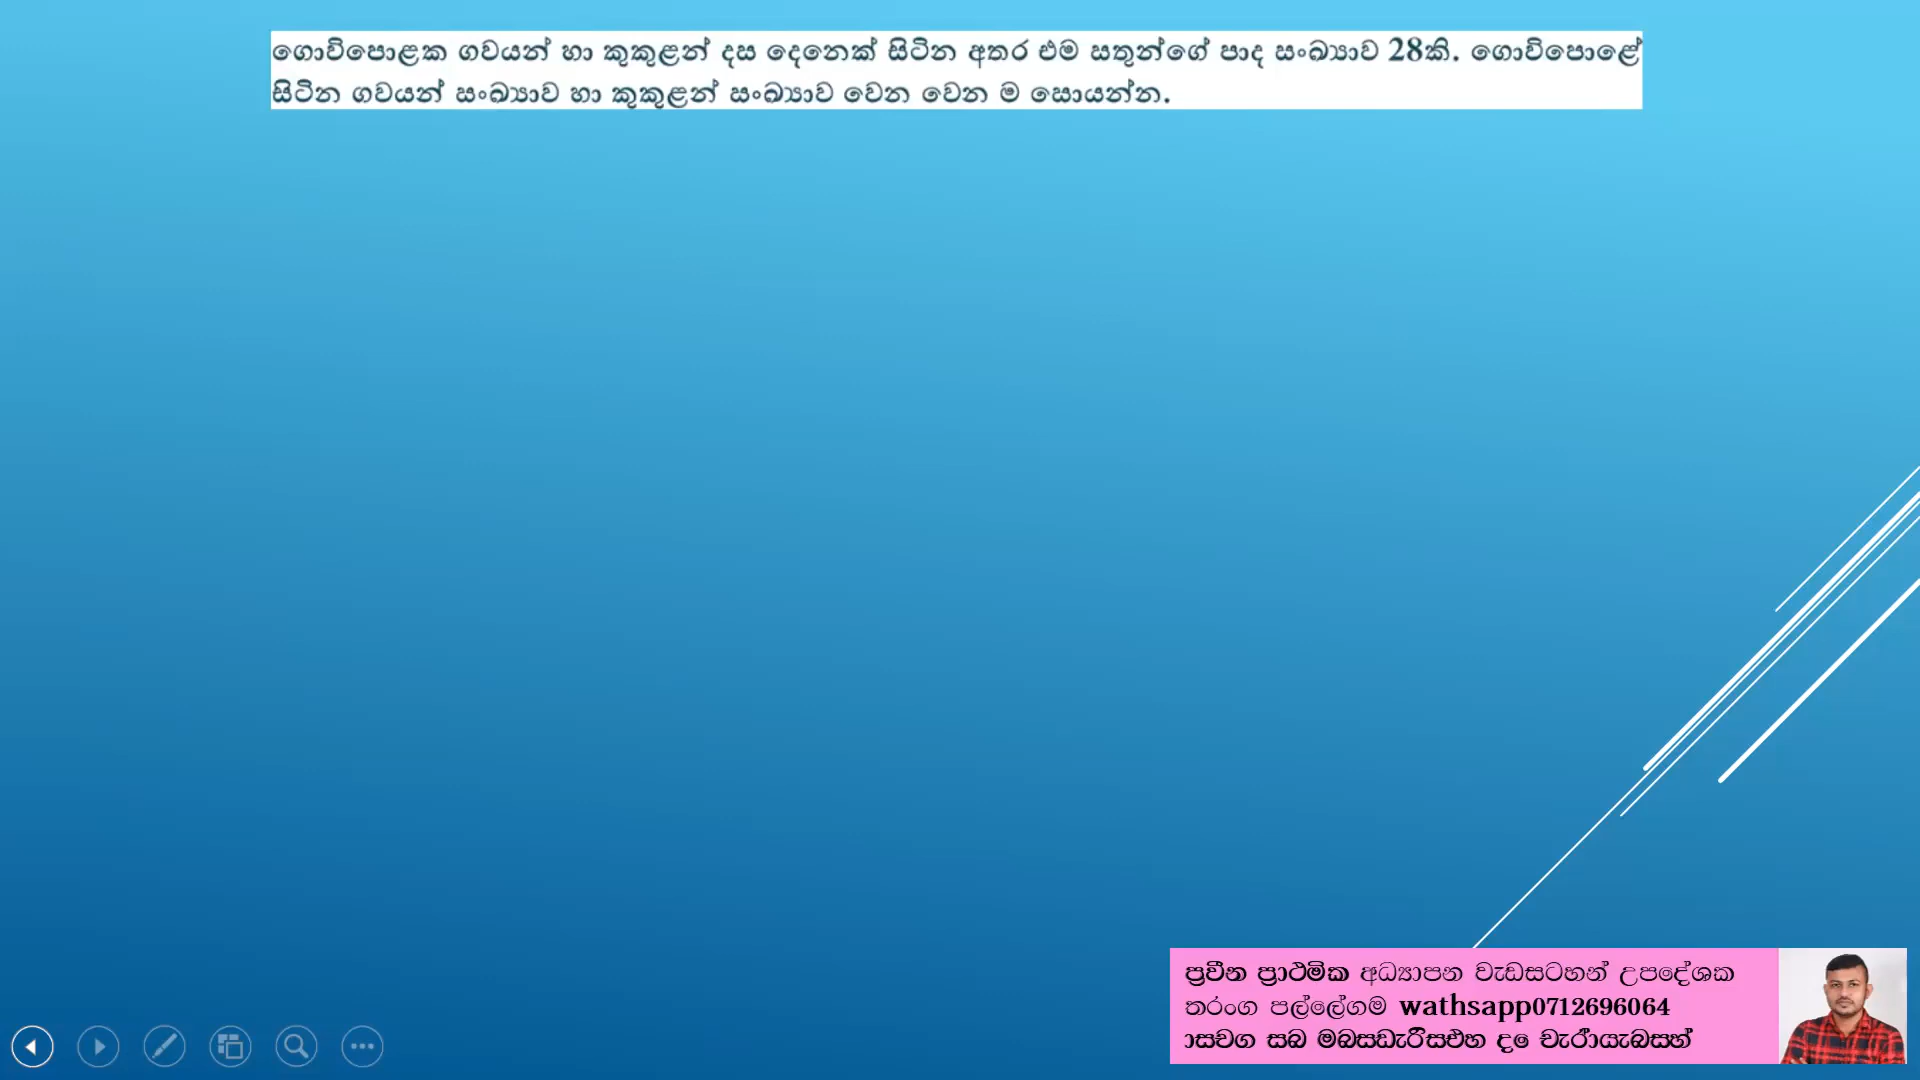 ගොවිපොළක ගවයන් හා කුකුළන් දස දෙනෙක් සිටින අතර එම සතුන්ගේ පාද සංඛ්‍යාව 28කි. ගොවිපොළේ
සිටින ගවයන් සංඛ්‍යාව හා කුකුළන් සංඛ්‍යාව වෙන වෙන ම සොයන්න.
ප්‍රවීන ප්‍රාථමික අධ්‍යාපන වැඩසටහන් උපදේශක
තරංග පල්ලේගම wathsapp0712696064